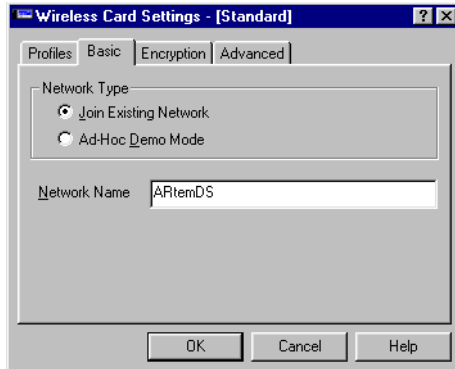 Wireless Card Settings - [Standard]
Profiles Basic Encryption Advanced
Network Type
Join Existing Network
Ad-Hoc Demo Mode
Network Name ARtemDS
OK Cancel Help